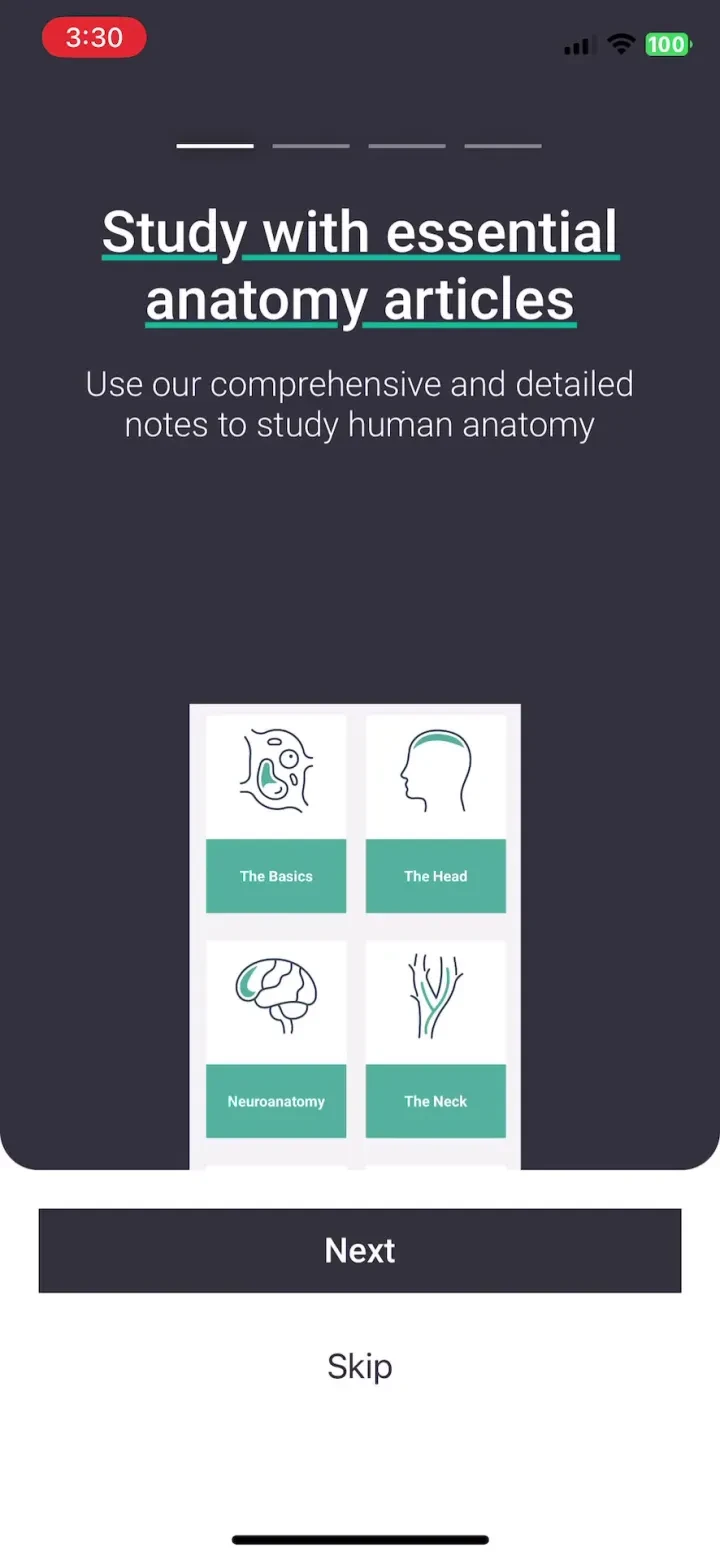 3:30
100
Study with essential
anatomy articles
Use our comprehensive and detailed
notes to study human anatomy
The Basics
The Head
Neuroanatomy
The Neck
Next
Skip